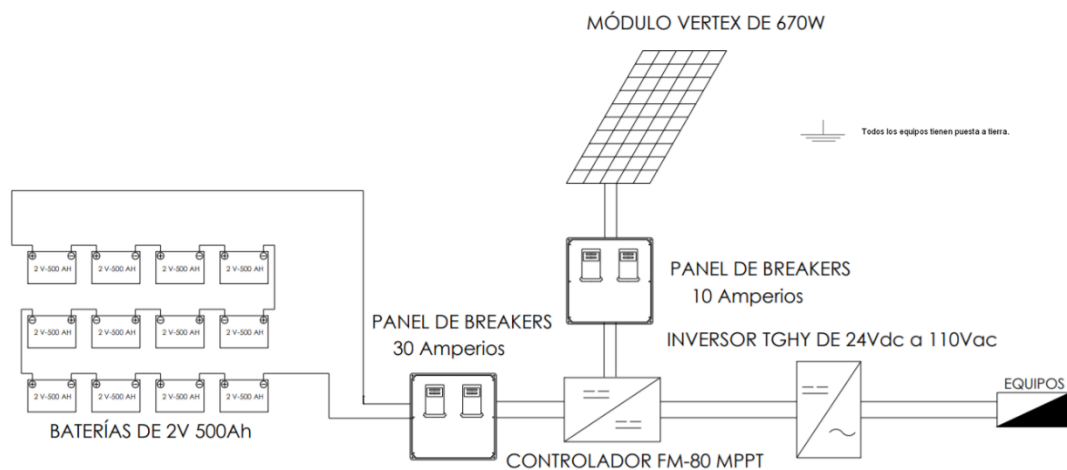 MÓDULO VERTEX DE 670W
Todos los equipos tienen puesta a tierra.
2 V-500 AH
2 V-500 AH
2 V-500 AH
2 V-500 AH
PANEL DE BREAKERS
10 Amperios
2 V-500 AH
2 V-500 AH
2 V-500 AH
2 V-500 AH
PANEL DE BREAKERS
30 Amperios
INVERSOR TGHY DE 24Vdc a 110Vac
EQUIPOS
2 V-500 AH
2 V-500 AH
2 V-500 AH
2 V-500 AH
BATERÍAS DE 2V 500Ah
CONTROLADOR FM-80 MPPT